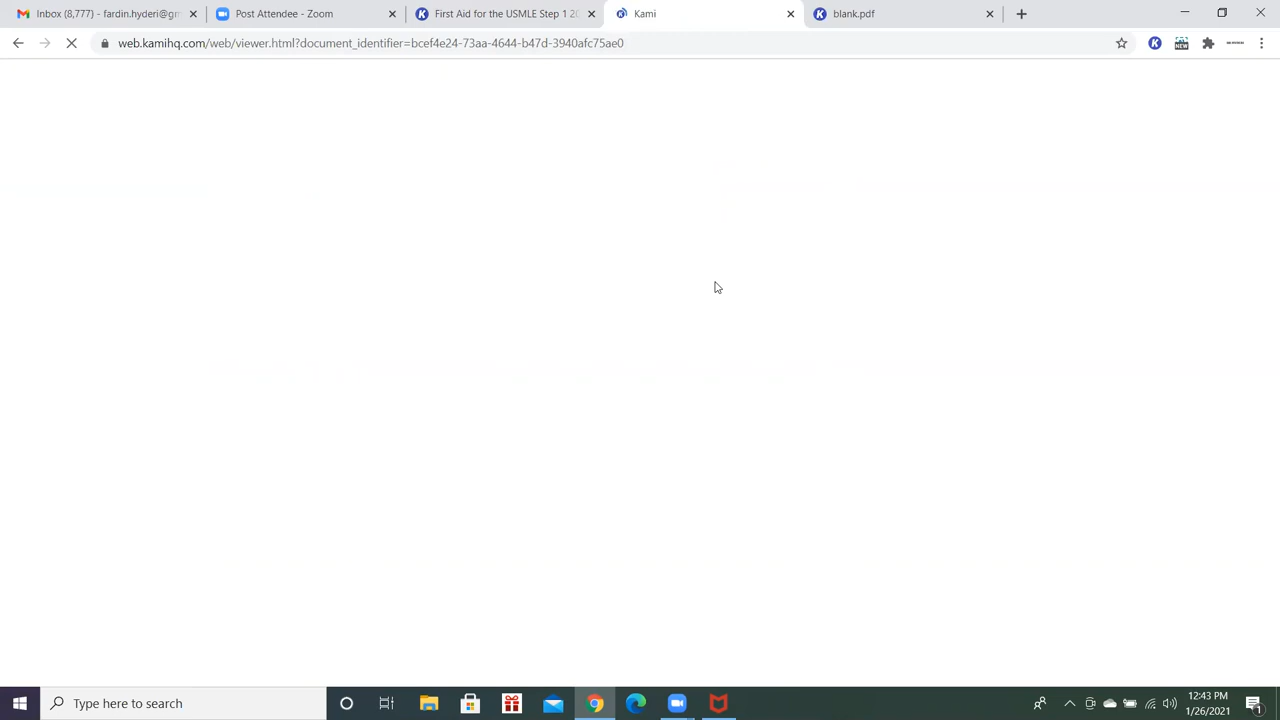 Inbox (8,777) - fardin.hyderi@gm
Post Attendee - Zoom
First Aid for the USMLE Step 1 20
Kami
blank.pdf
web.kamihq.com/web/viewer.html?document_identifier=bcef4e24-73aa-4644-b47d-3940afc75ae0
NEW
Type here to search
12:43 PM
1/26/2021
1